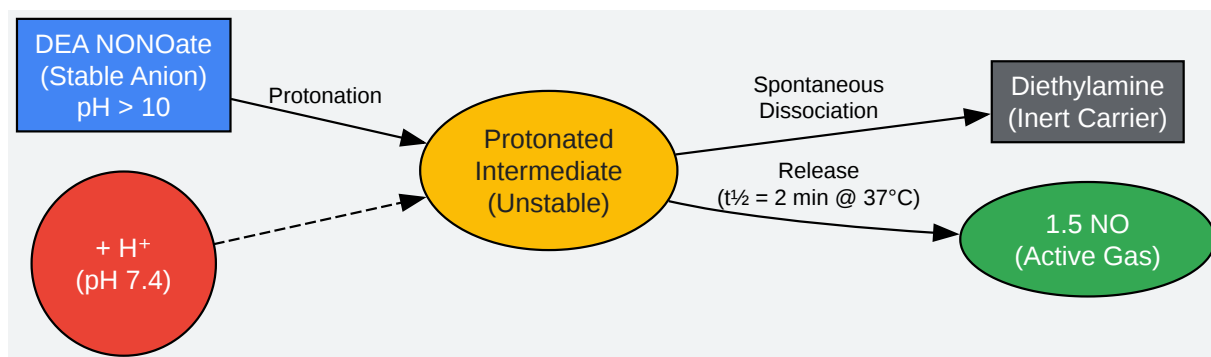 DEA NONOate
(Stable Anion)
pH > 10
Protonation
+ H⁺
(pH 7.4)
Protonated
Intermediate
(Unstable)
Spontaneous
Dissociation
Release
(t½ = 2 min @ 37°C)
Diethylamine
(Inert Carrier)
1.5 NO
(Active Gas)